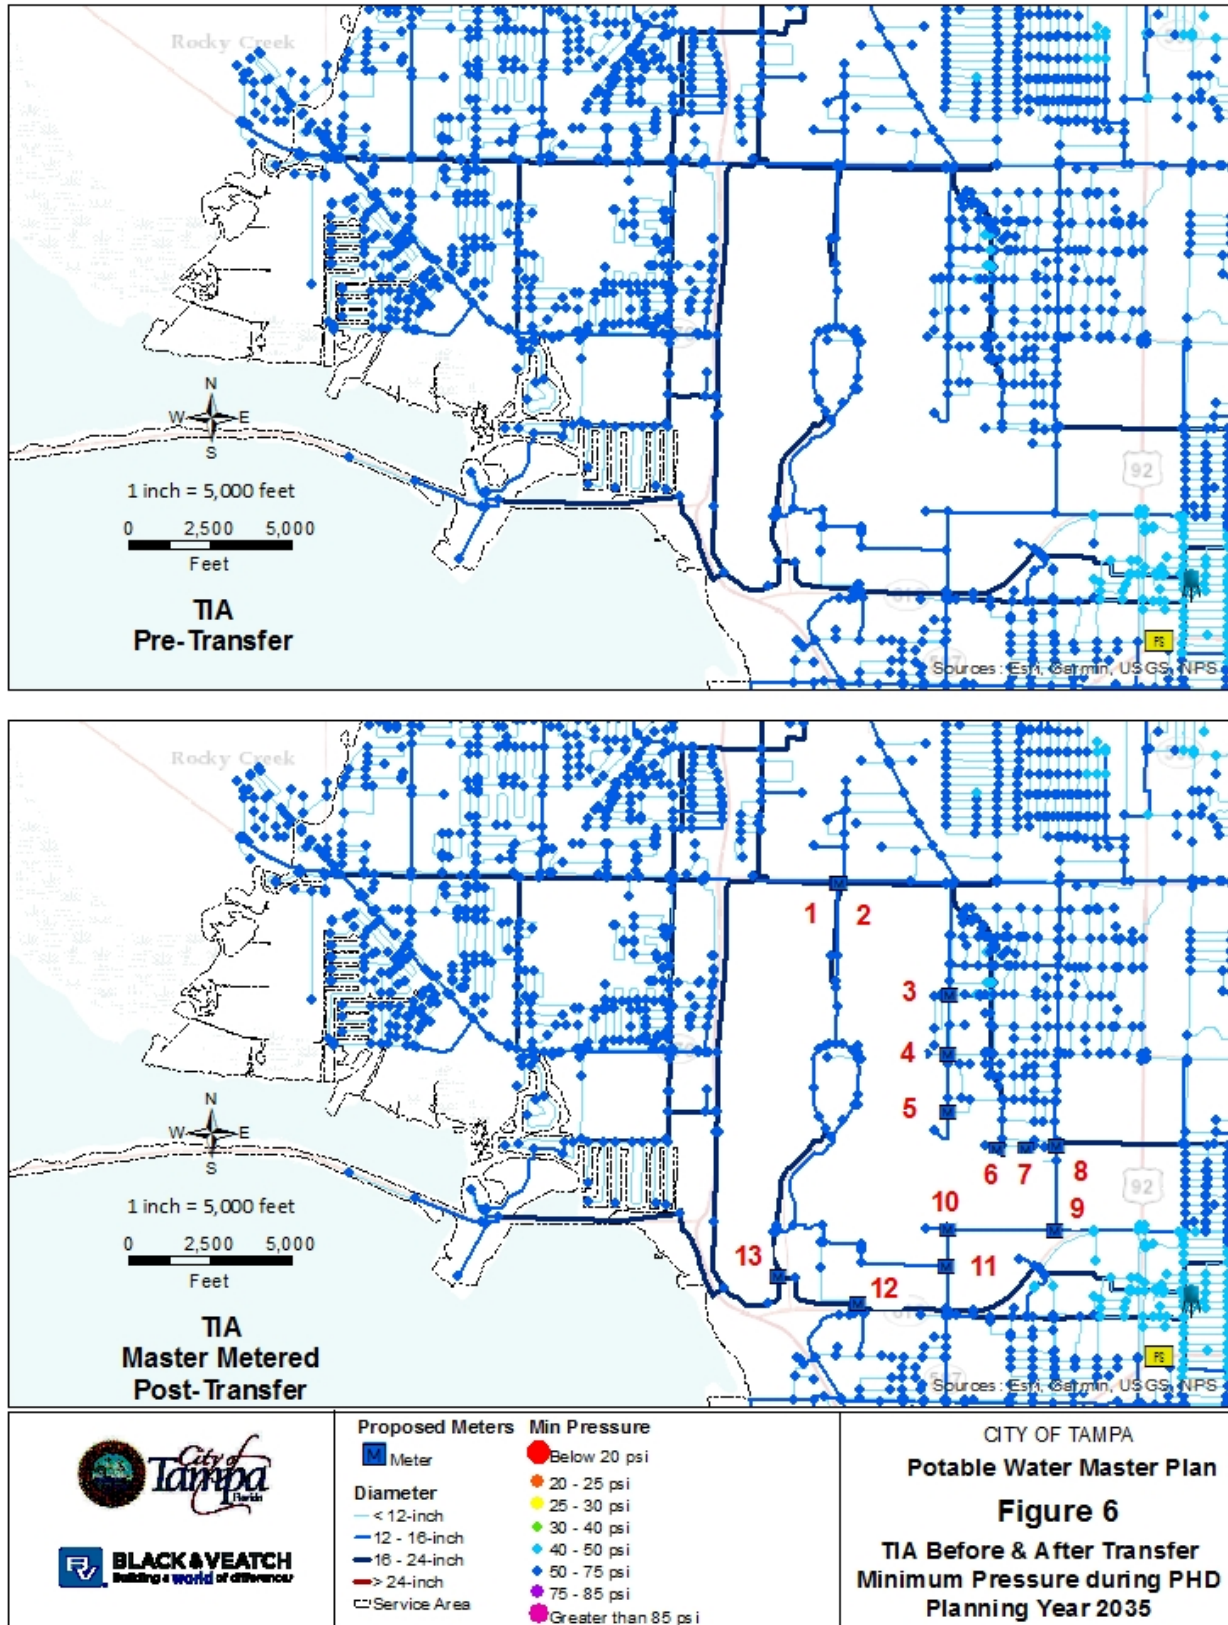 Rocky Creek
N
W E
S
1 inch = 5,000 feet
0 2,500 5,000
Feet
TIA
Pre-Transfer
92
PS
Sources: Esri, Garmin, USGS, NPS
Rocky Creek
1 2
3
4
5
6 7 8
9
10
11
12
13
N
W E
S
1 inch = 5,000 feet
0 2,500 5,000
Feet
TIA
Master Metered
Post-Transfer
92
PS
Sources: Esri, Garmin, USGS, NPS
City of
Tampa
Florida
BLACK & VEATCH
Building a world of difference
Proposed Meters
M Meter
Diameter
< 12-inch
12 - 16-inch
16 - 24-inch
> 24-inch
Service Area
Min Pressure
Below 20 psi
20 - 25 psi
25 - 30 psi
30 - 40 psi
40 - 50 psi
50 - 75 psi
75 - 85 psi
Greater than 85 psi
CITY OF TAMPA
Potable Water Master Plan
Figure 6
TIA Before & After Transfer
Minimum Pressure during PHD
Planning Year 2035